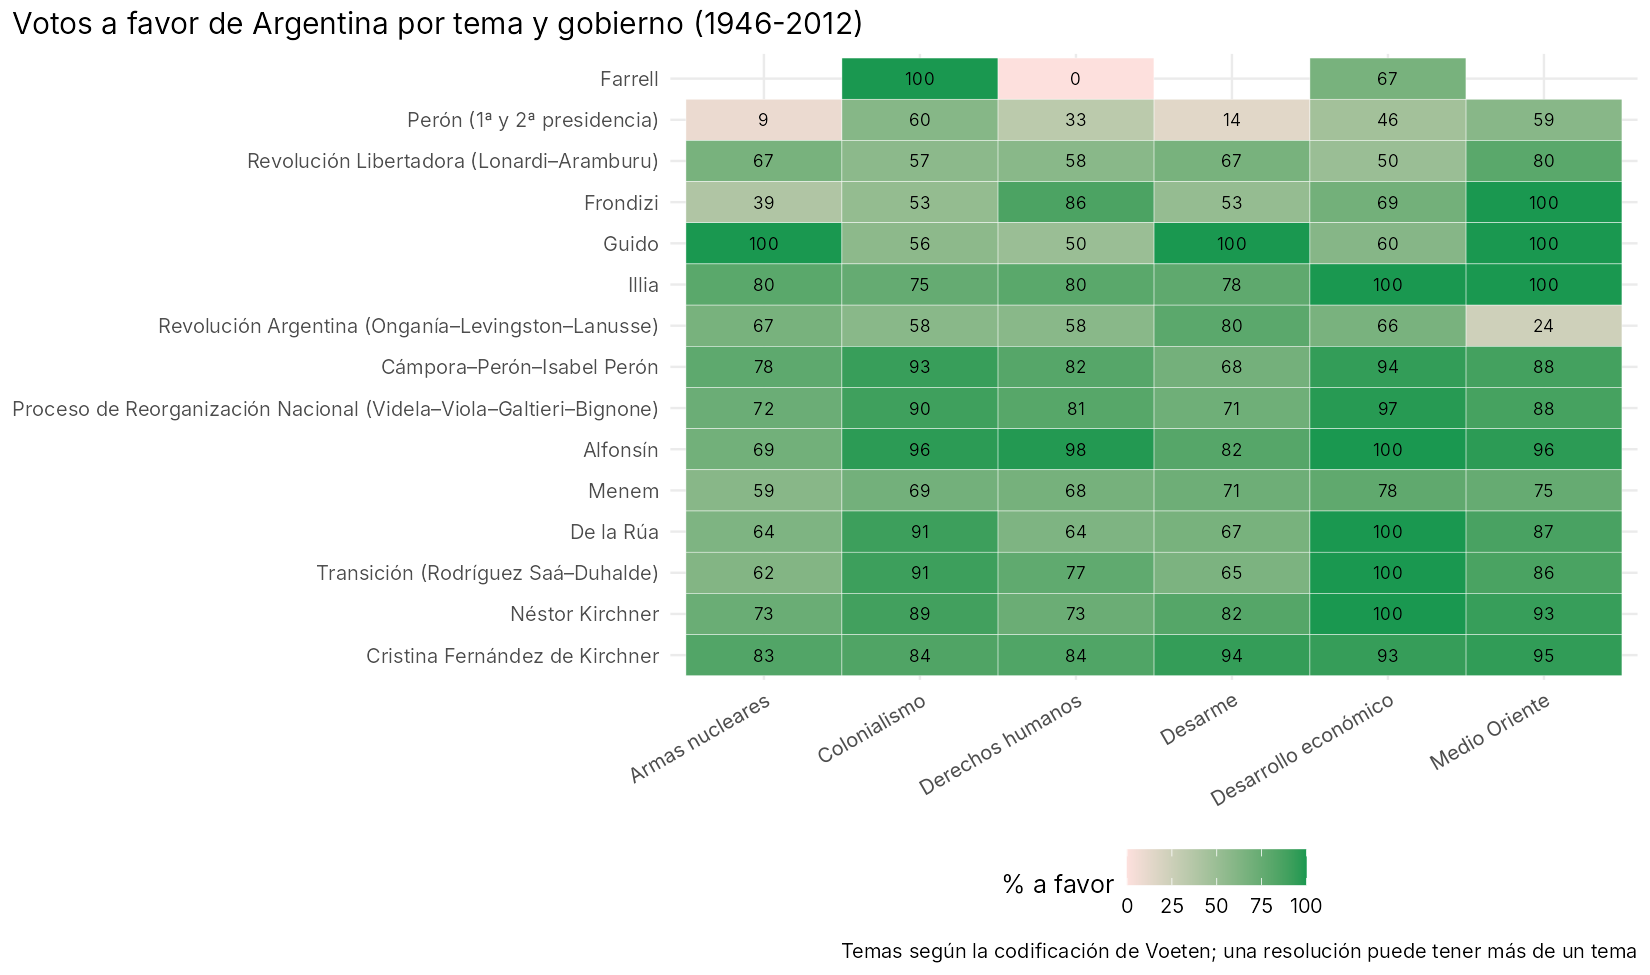 Votos a favor de Argentina por tema y gobierno (1946-2012)
Farrell 100 0 67
Perón (1ª y 2ª presidencia) 9 60 33 14 46 59
Revolución Libertadora (Lonardi–Aramburu) 67 57 58 67 50 80
Frondizi 39 53 86 53 69 100
Guido 100 56 50 100 60 100
Illia 80 75 80 78 100 100
Revolución Argentina (Onganía–Levingston–Lanusse) 67 58 58 80 66 24
Cámpora–Perón–Isabel Perón 78 93 82 68 94 88
Proceso de Reorganización Nacional (Videla–Viola–Galtieri–Bignone) 72 90 81 71 97 88
Alfonsín 69 96 98 82 100 96
Menem 59 69 68 71 78 75
De la Rúa 64 91 64 67 100 87
Transición (Rodríguez Saá–Duhalde) 62 91 77 65 100 86
Néstor Kirchner 73 89 73 82 100 93
Cristina Fernández de Kirchner 83 84 84 94 93 95
Armas nucleares Colonialismo Derechos humanos Desarme Desarrollo económico Medio Oriente
% a favor
0 25 50 75 100
Temas según la codificación de Voeten; una resolución puede tener más de un tema